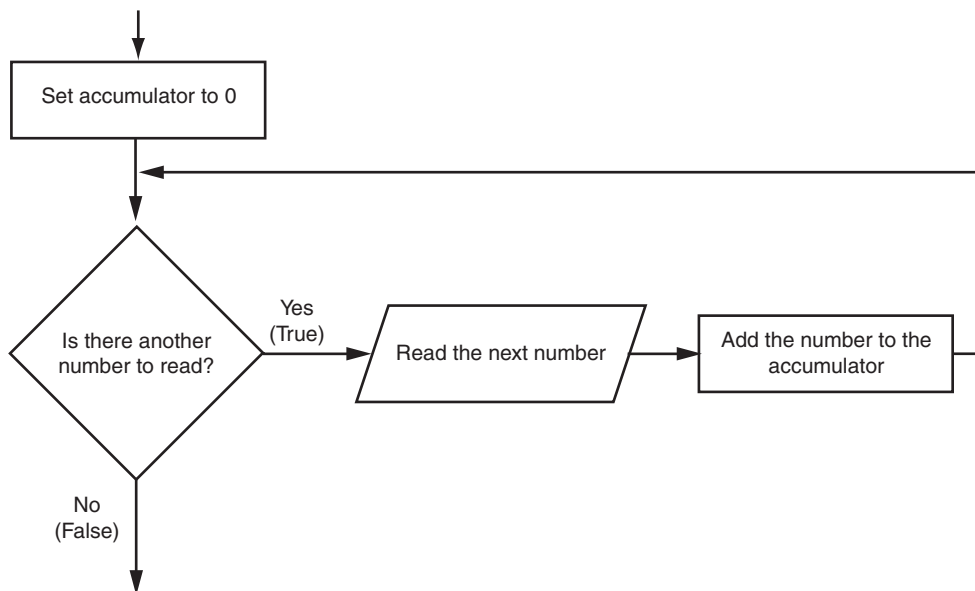 Set accumulator to 0
Is there another
number to read?
Yes
(True)
Read the next number
Add the number to the
accumulator
No
(False)